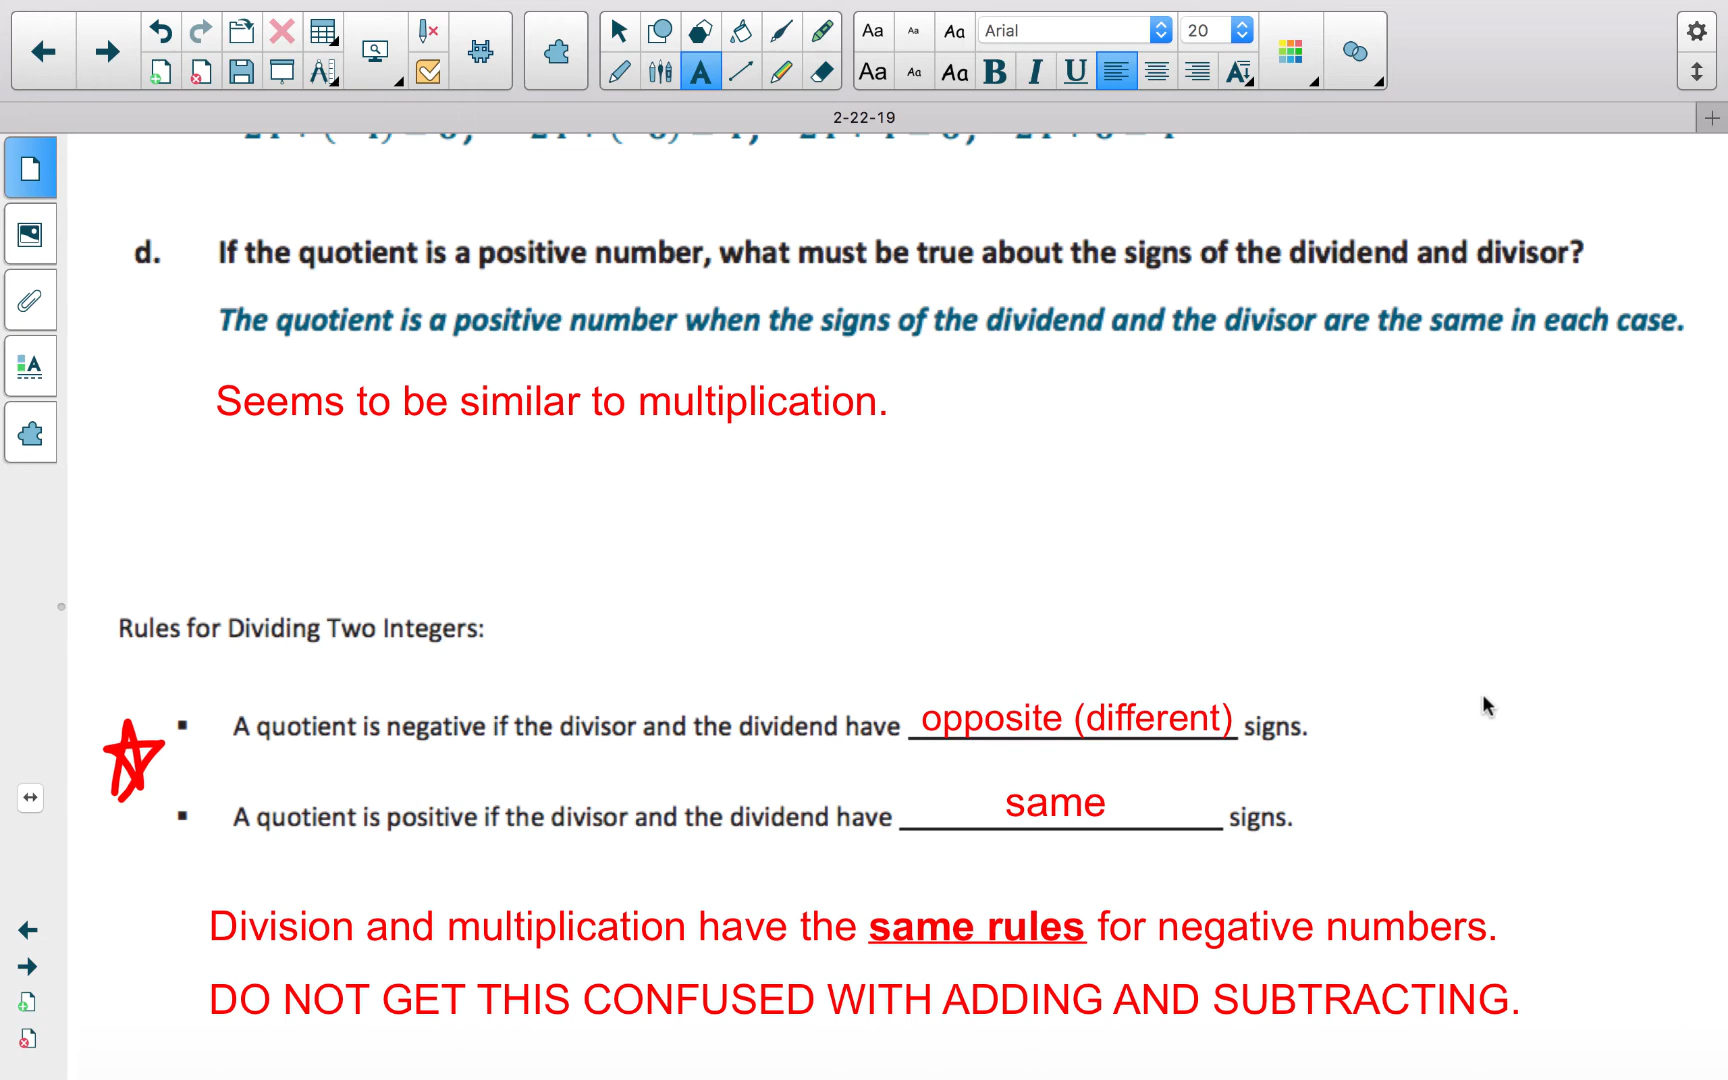 Aa Aa Aa Arial 20
Aa Aa Aa B I U A
2-22-19
d. If the quotient is a positive number, what must be true about the signs of the dividend and divisor?
The quotient is a positive number when the signs of the dividend and the divisor are the same in each case.
Seems to be similar to multiplication.
Rules for Dividing Two Integers:
▪ A quotient is negative if the divisor and the dividend have opposite (different) signs.
▪ A quotient is positive if the divisor and the dividend have same signs.
Division and multiplication have the same rules for negative numbers.
DO NOT GET THIS CONFUSED WITH ADDING AND SUBTRACTING.